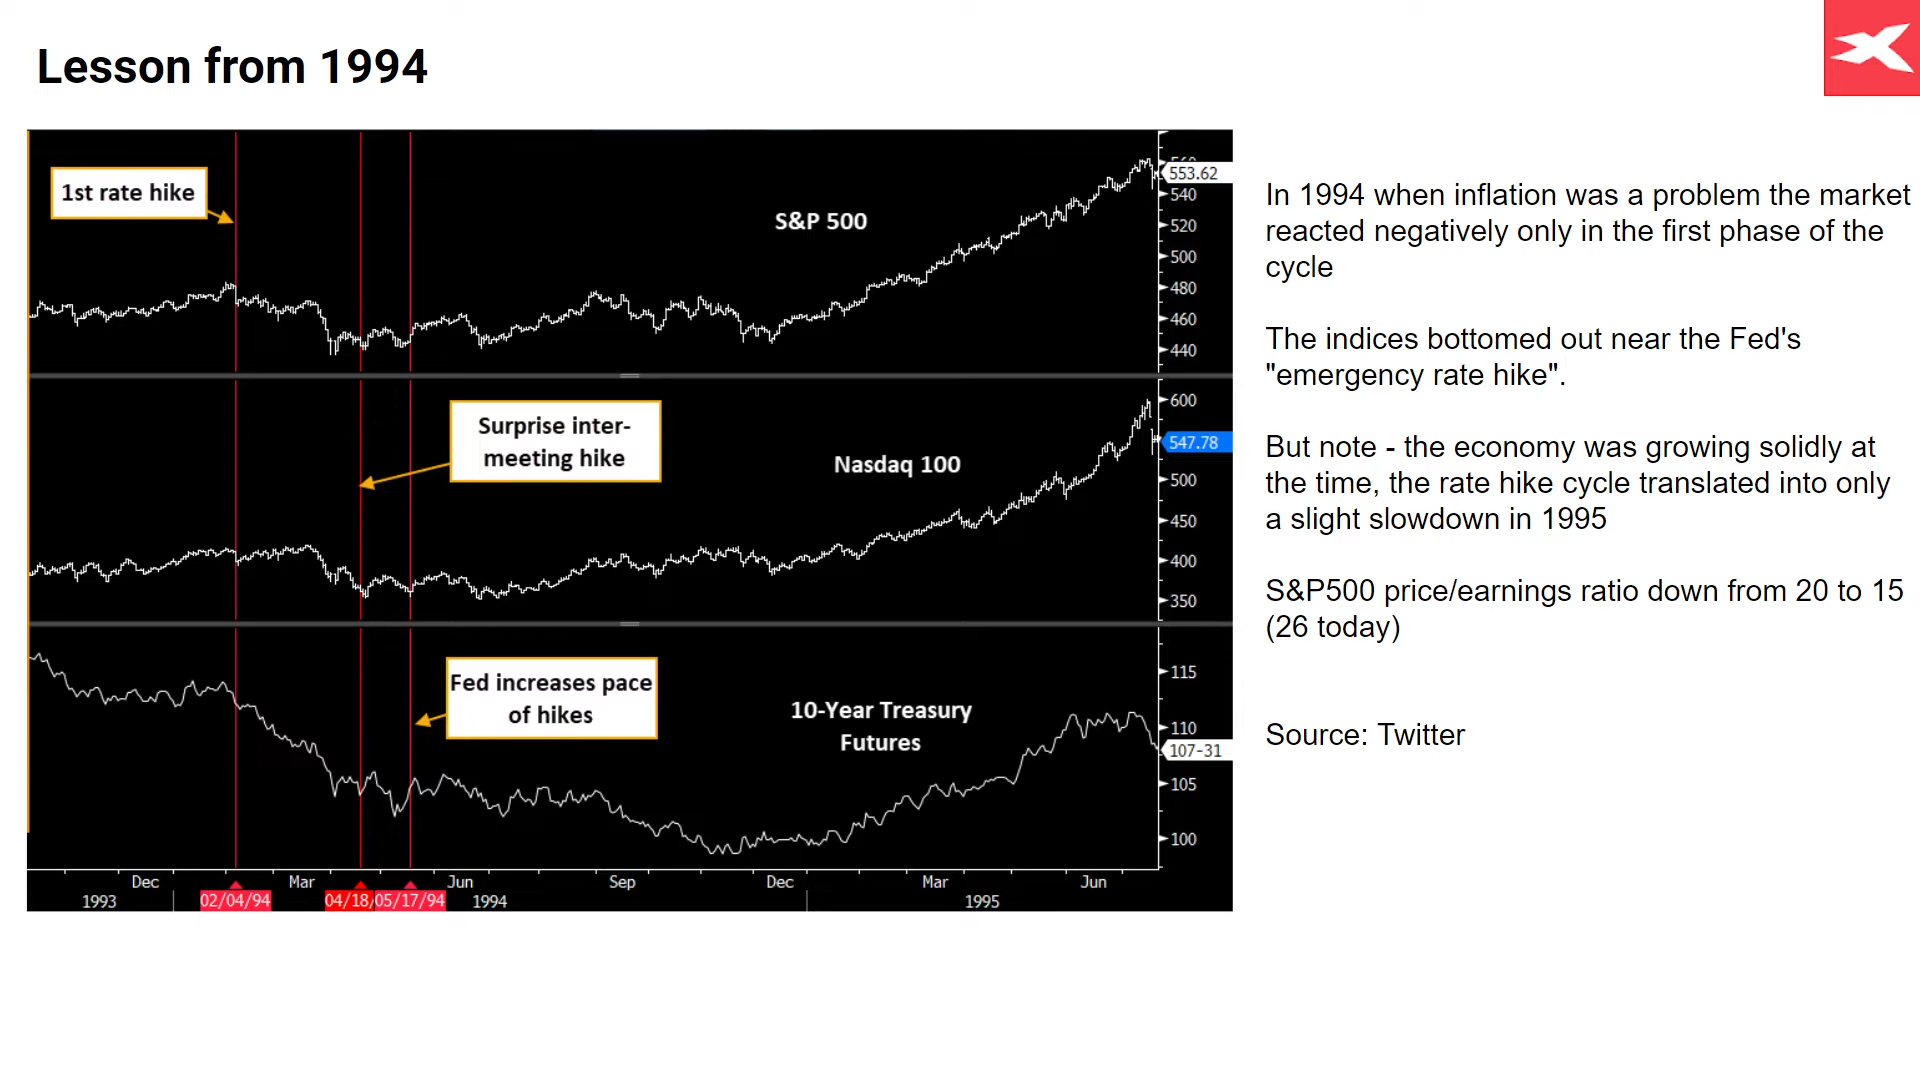 Lesson from 1994
1st rate hike
S&P 500
553.62
540
520
500
480
460
440
Surprise inter-
meeting hike
Nasdaq 100
600
547.78
500
450
400
350
Fed increases pace
of hikes
10-Year Treasury
Futures
115
110
107-31
105
100
Dec Mar Jun Sep Dec Mar Jun
02/04/94 04/18/ 05/17/94
1993 1994 1995
In 1994 when inflation was a problem the market
reacted negatively only in the first phase of the
cycle
The indices bottomed out near the Fed's
"emergency rate hike".
But note - the economy was growing solidly at
the time, the rate hike cycle translated into only
a slight slowdown in 1995
S&P500 price/earnings ratio down from 20 to 15
(26 today)
Source: Twitter